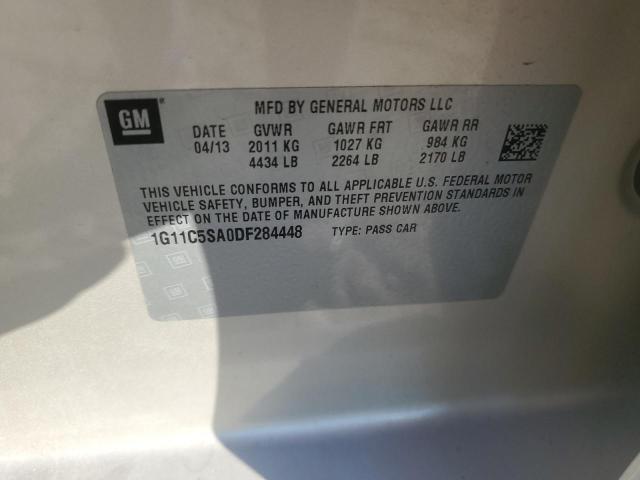 GM ®
MFD BY GENERAL MOTORS LLC
DATE GVWR GAWR FRT GAWR RR
04/13 2011 KG 1027 KG 984 KG
4434 LB 2264 LB 2170 LB
THIS VEHICLE CONFORMS TO ALL APPLICABLE U.S. FEDERAL MOTOR
VEHICLE SAFETY, BUMPER, AND THEFT PREVENTION STANDARDS IN
EFFECT ON THE DATE OF MANUFACTURE SHOWN ABOVE.
1G11C5SA0DF284448 TYPE: PASS CAR